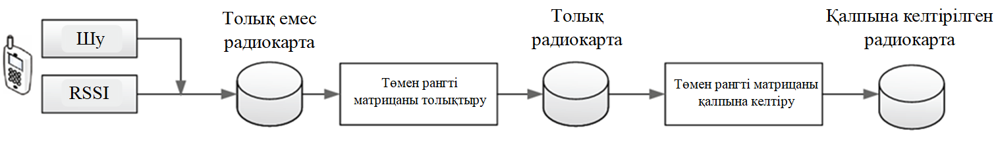 Шу
RSSI
Толық емес
радиокарта
Төмен рангті
матрицаны толықтыру
Толық
радиокарта
Төмен рангті матрицаны
қалпына келтіру
Қалпына келтірілген
радиокарта